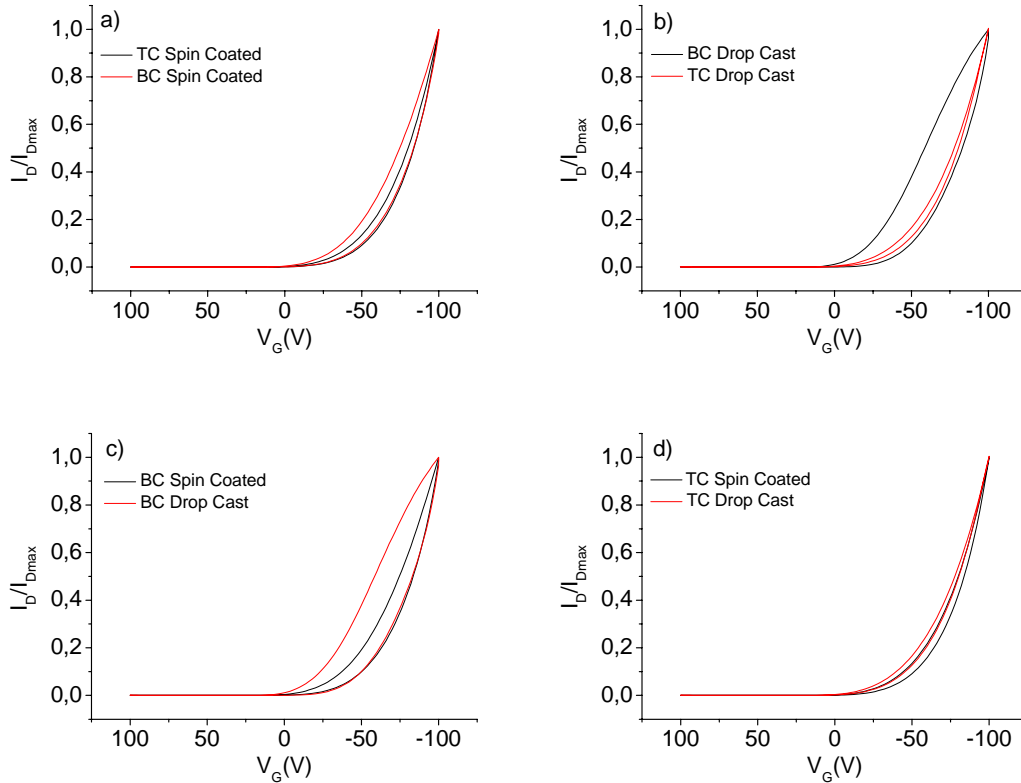 a)
TC Spin Coated
BC Spin Coated
1,0
0,8
0,6
0,4
0,2
0,0
I_D/I_Dmax
100 50 0 -50 -100
V_G(V)
b)
BC Drop Cast
TC Drop Cast
1,0
0,8
0,6
0,4
0,2
0,0
I_D/I_Dmax
100 50 0 -50 -100
V_G(V)
c)
BC Spin Coated
BC Drop Cast
1,0
0,8
0,6
0,4
0,2
0,0
I_D/I_Dmax
100 50 0 -50 -100
V_G(V)
d)
TC Spin Coated
TC Drop Cast
1,0
0,8
0,6
0,4
0,2
0,0
I_D/I_Dmax
100 50 0 -50 -100
V_G(V)